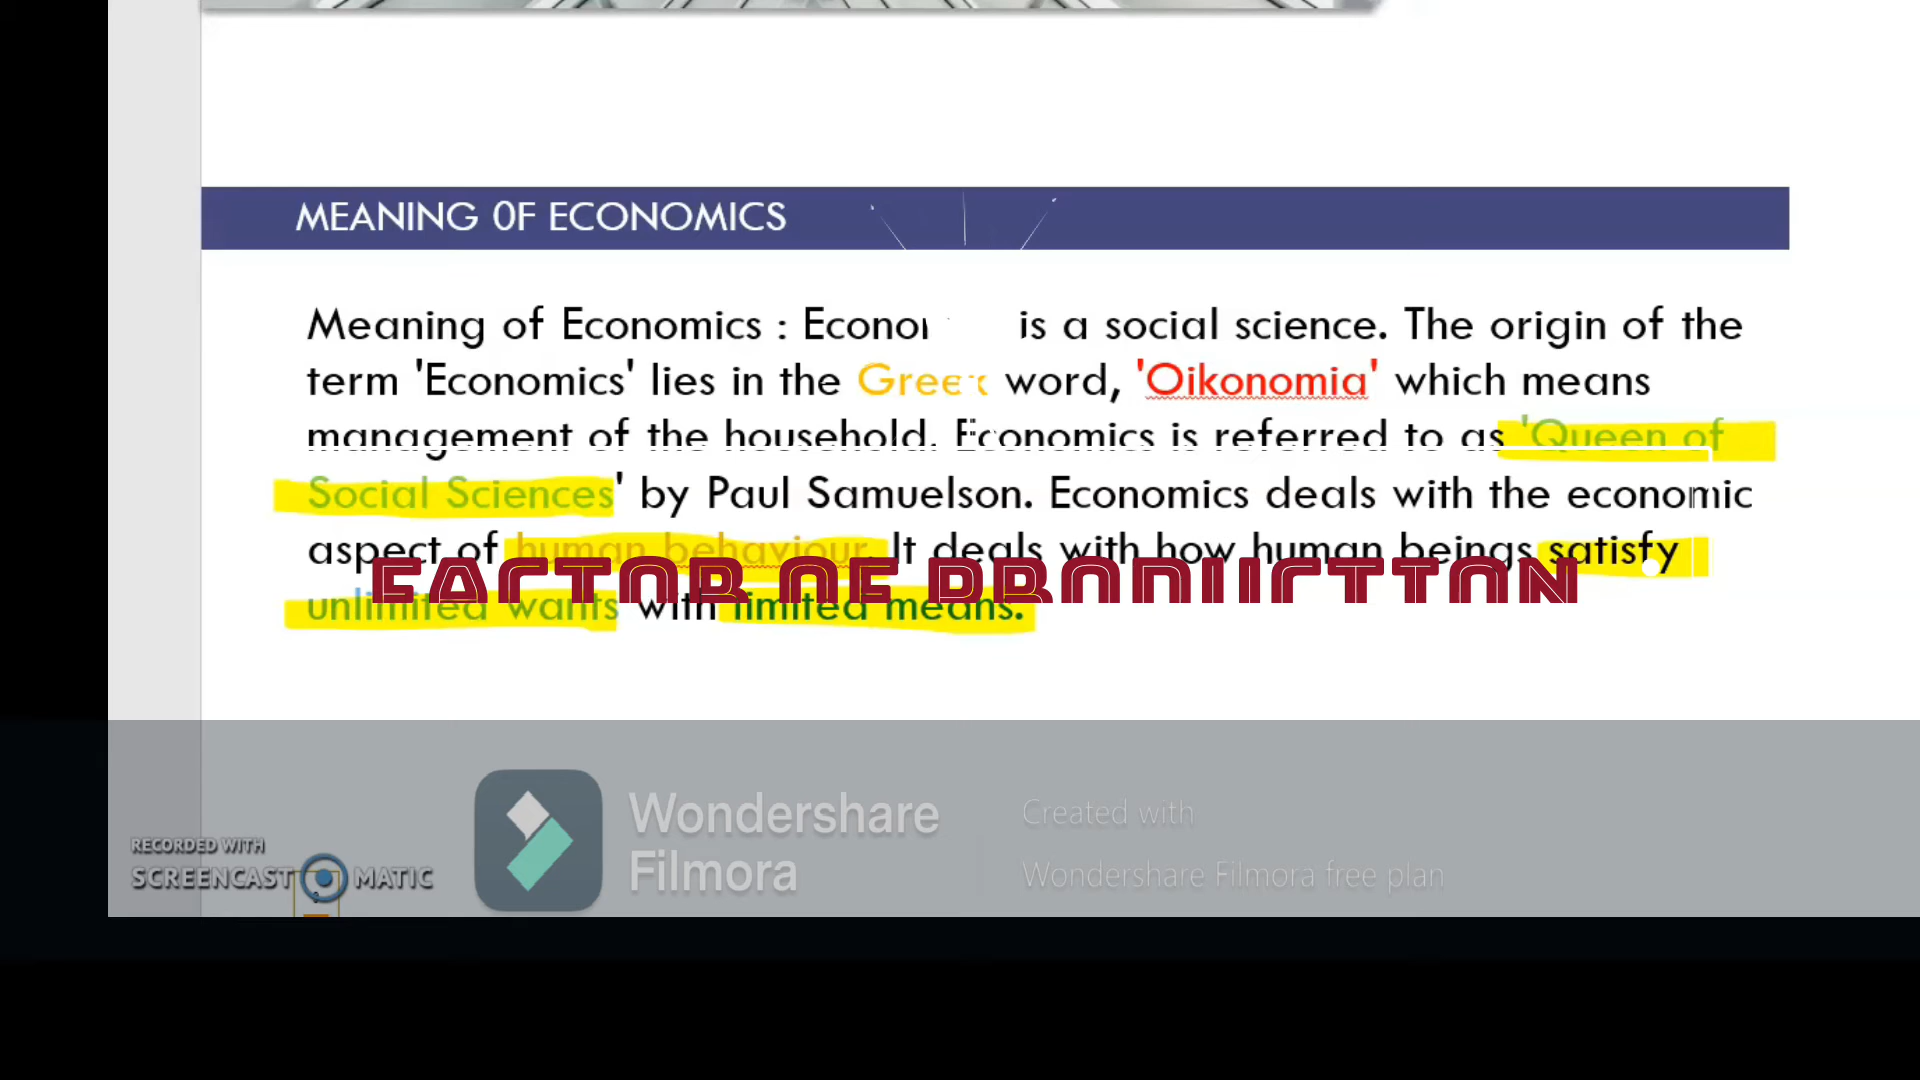 MEANING 0F ECONOMICS
Meaning of Economics : Econo is a social science. The origin of the
term 'Economics' lies in the Greek word, 'Oikonomia' which means
management of the household. Economics is referred to as 'Queen of
Social Sciences' by Paul Samuelson. Economics deals with the economic
aspect of human behaviour. It deals with how human beings satisfy
FACTOR OF PRODUCTION
unlimited wants with limited means.
Wondershare
Filmora
Created with
Wondershare Filmora free plan
RECORDED WITH
SCREENCAST MATIC